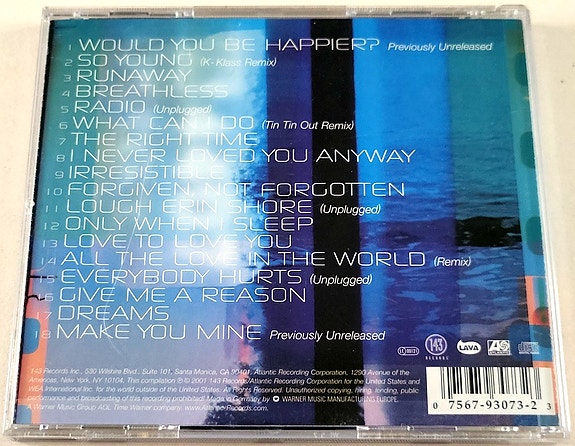 1 WOULD YOU BE HAPPIER? Previously Unreleased
2 SO YOUNG (K-Klass Remix)
3 RUNAWAY
4 BREATHLESS
5 RADIO (Unplugged)
6 WHAT CAN I DO (Tin Tin Out Remix)
7 THE RIGHT TIME
8 I NEVER LOVED YOU ANYWAY
9 IRRESISTIBLE
10 FORGIVEN, NOT FORGOTTEN
11 LOUGH ERIN SHORE (Unplugged)
12 ONLY WHEN I SLEEP
13 LOVE TO LOVE YOU
14 ALL THE LOVE IN THE WORLD (Remix)
15 EVERYBODY HURTS (Unplugged)
16 GIVE ME A REASON
17 DREAMS
18 MAKE YOU MINE Previously Unreleased
143 Records Inc., 530 Wilshire Blvd., Suite 101, Santa Monica, CA 90401, Atlantic Recording Corporation, 1290 Avenue of the
Americas, New York, NY 10104. This compilation ℗ © 2001 143 Records/Atlantic Recording Corporation for the United States and
WEA International Inc. for the world outside of the United States. All Rights Reserved. Unauthorized copying, hiring, lending, public
performance and broadcasting of this recording prohibited. Made in Germany by WARNER MUSIC MANUFACTURING EUROPE.
A Warner Music Group AOL Time Warner company. www.Atlantic-Records.com
LC 00121
143
RECORDS
LAVA
0 7567-93073-2 3